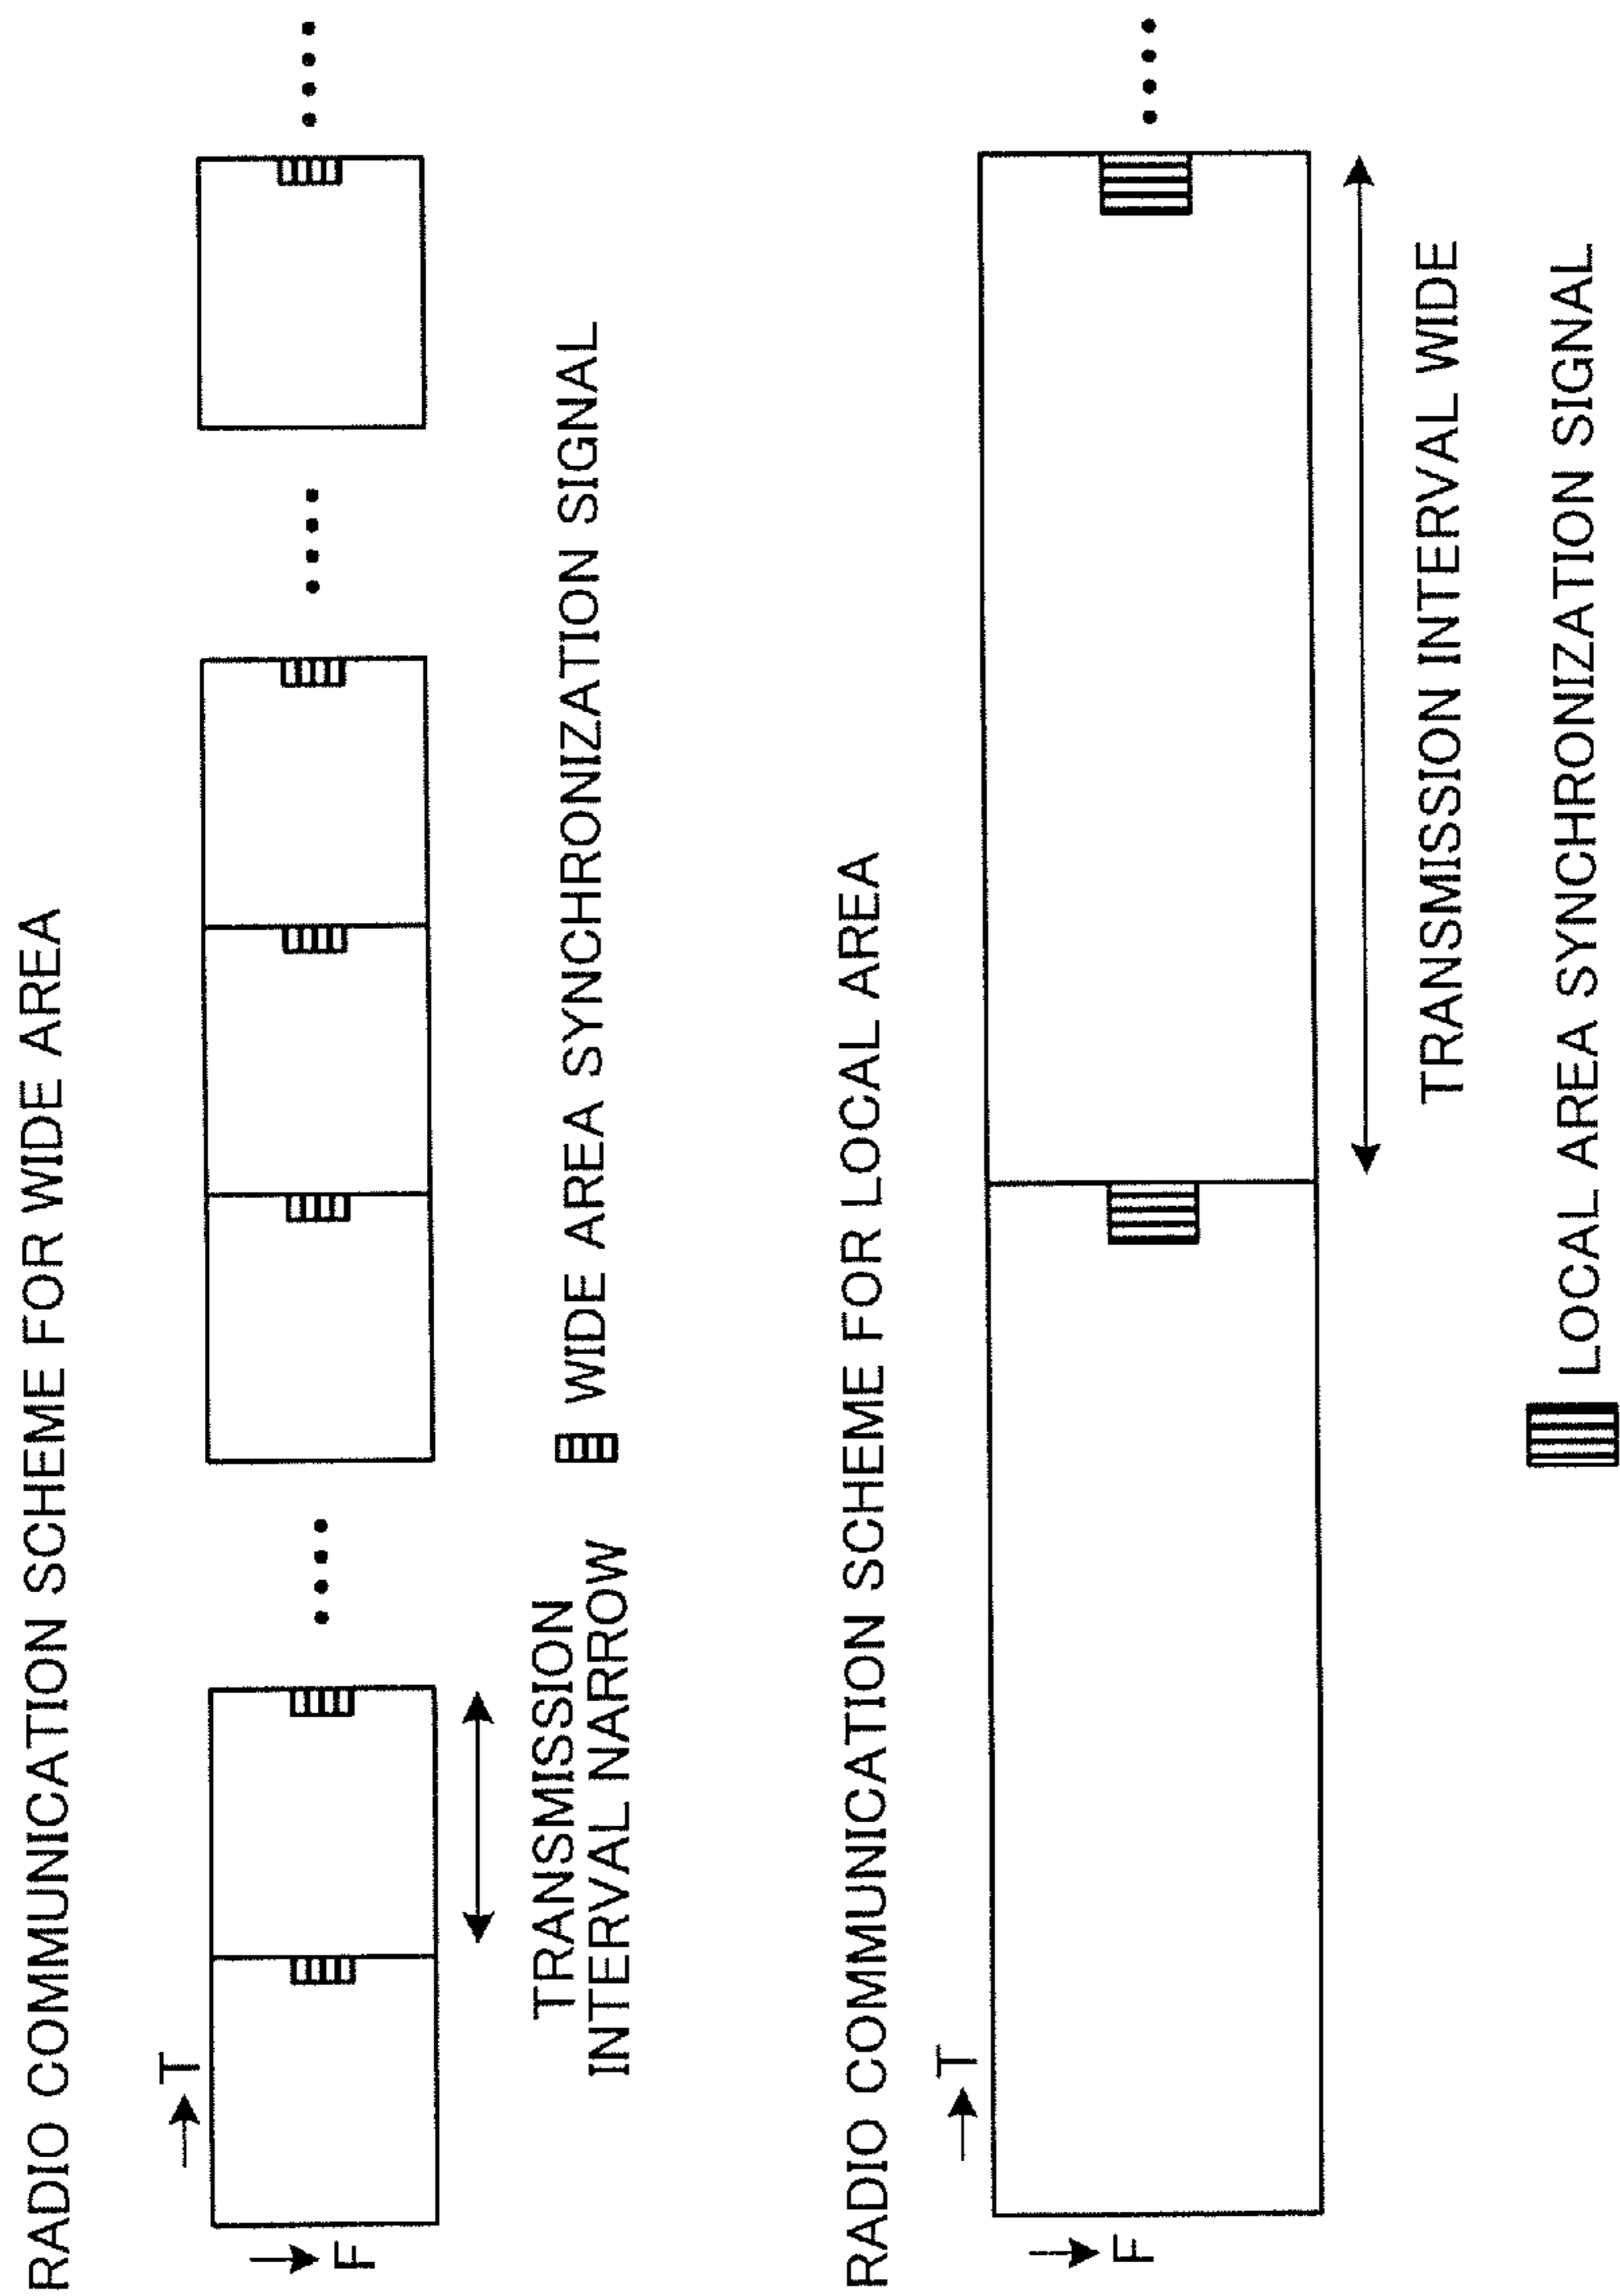 RADIO COMMUNICATION SCHEME FOR WIDE AREA
T
F
TRANSMISSION
INTERVAL NARROW
WIDE AREA SYNCHRONIZATION SIGNAL
RADIO COMMUNICATION SCHEME FOR LOCAL AREA
T
F
TRANSMISSION INTERVAL WIDE
LOCAL AREA SYNCHRONIZATION SIGNAL